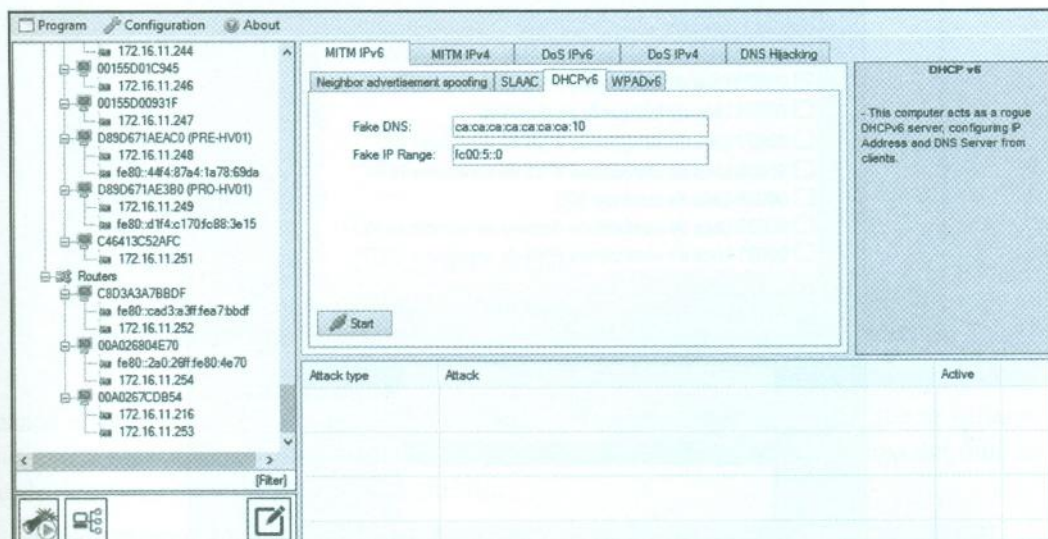 Program Configuration About
172.16.11.244
00155D01C945
172.16.11.246
00155D00931F
172.16.11.247
D89D671AEAC0 (PRE-HV01)
172.16.11.248
fe80::44f4:87a4:1a78:69da
D89D671AE3B0 (PRO-HV01)
172.16.11.249
fe80::d1f4:c170:fc88:3e15
C46413C52AFC
172.16.11.251
Routers
C8D3A3A7BBDF
fe80::cad3:a3ff:fea7:bbdf
172.16.11.252
00A026804E70
fe80::2a0:26ff:fe80:4e70
172.16.11.254
00A0267CDB54
172.16.11.216
172.16.11.253
[Filter]
MITM IPv6 MITM IPv4 DoS IPv6 DoS IPv4 DNS Hijacking
Neighbor advertisement spoofing SLAAC DHCPv6 WPADv6
Fake DNS: ca:ca:ca:ca:ca:ca:ca:10
Fake IP Range: fc00:5::0
Start
DHCP v6
- This computer acts as a rogue
DHCPv6 server, configuring IP
Address and DNS Server from
clients.
Attack type Attack Active